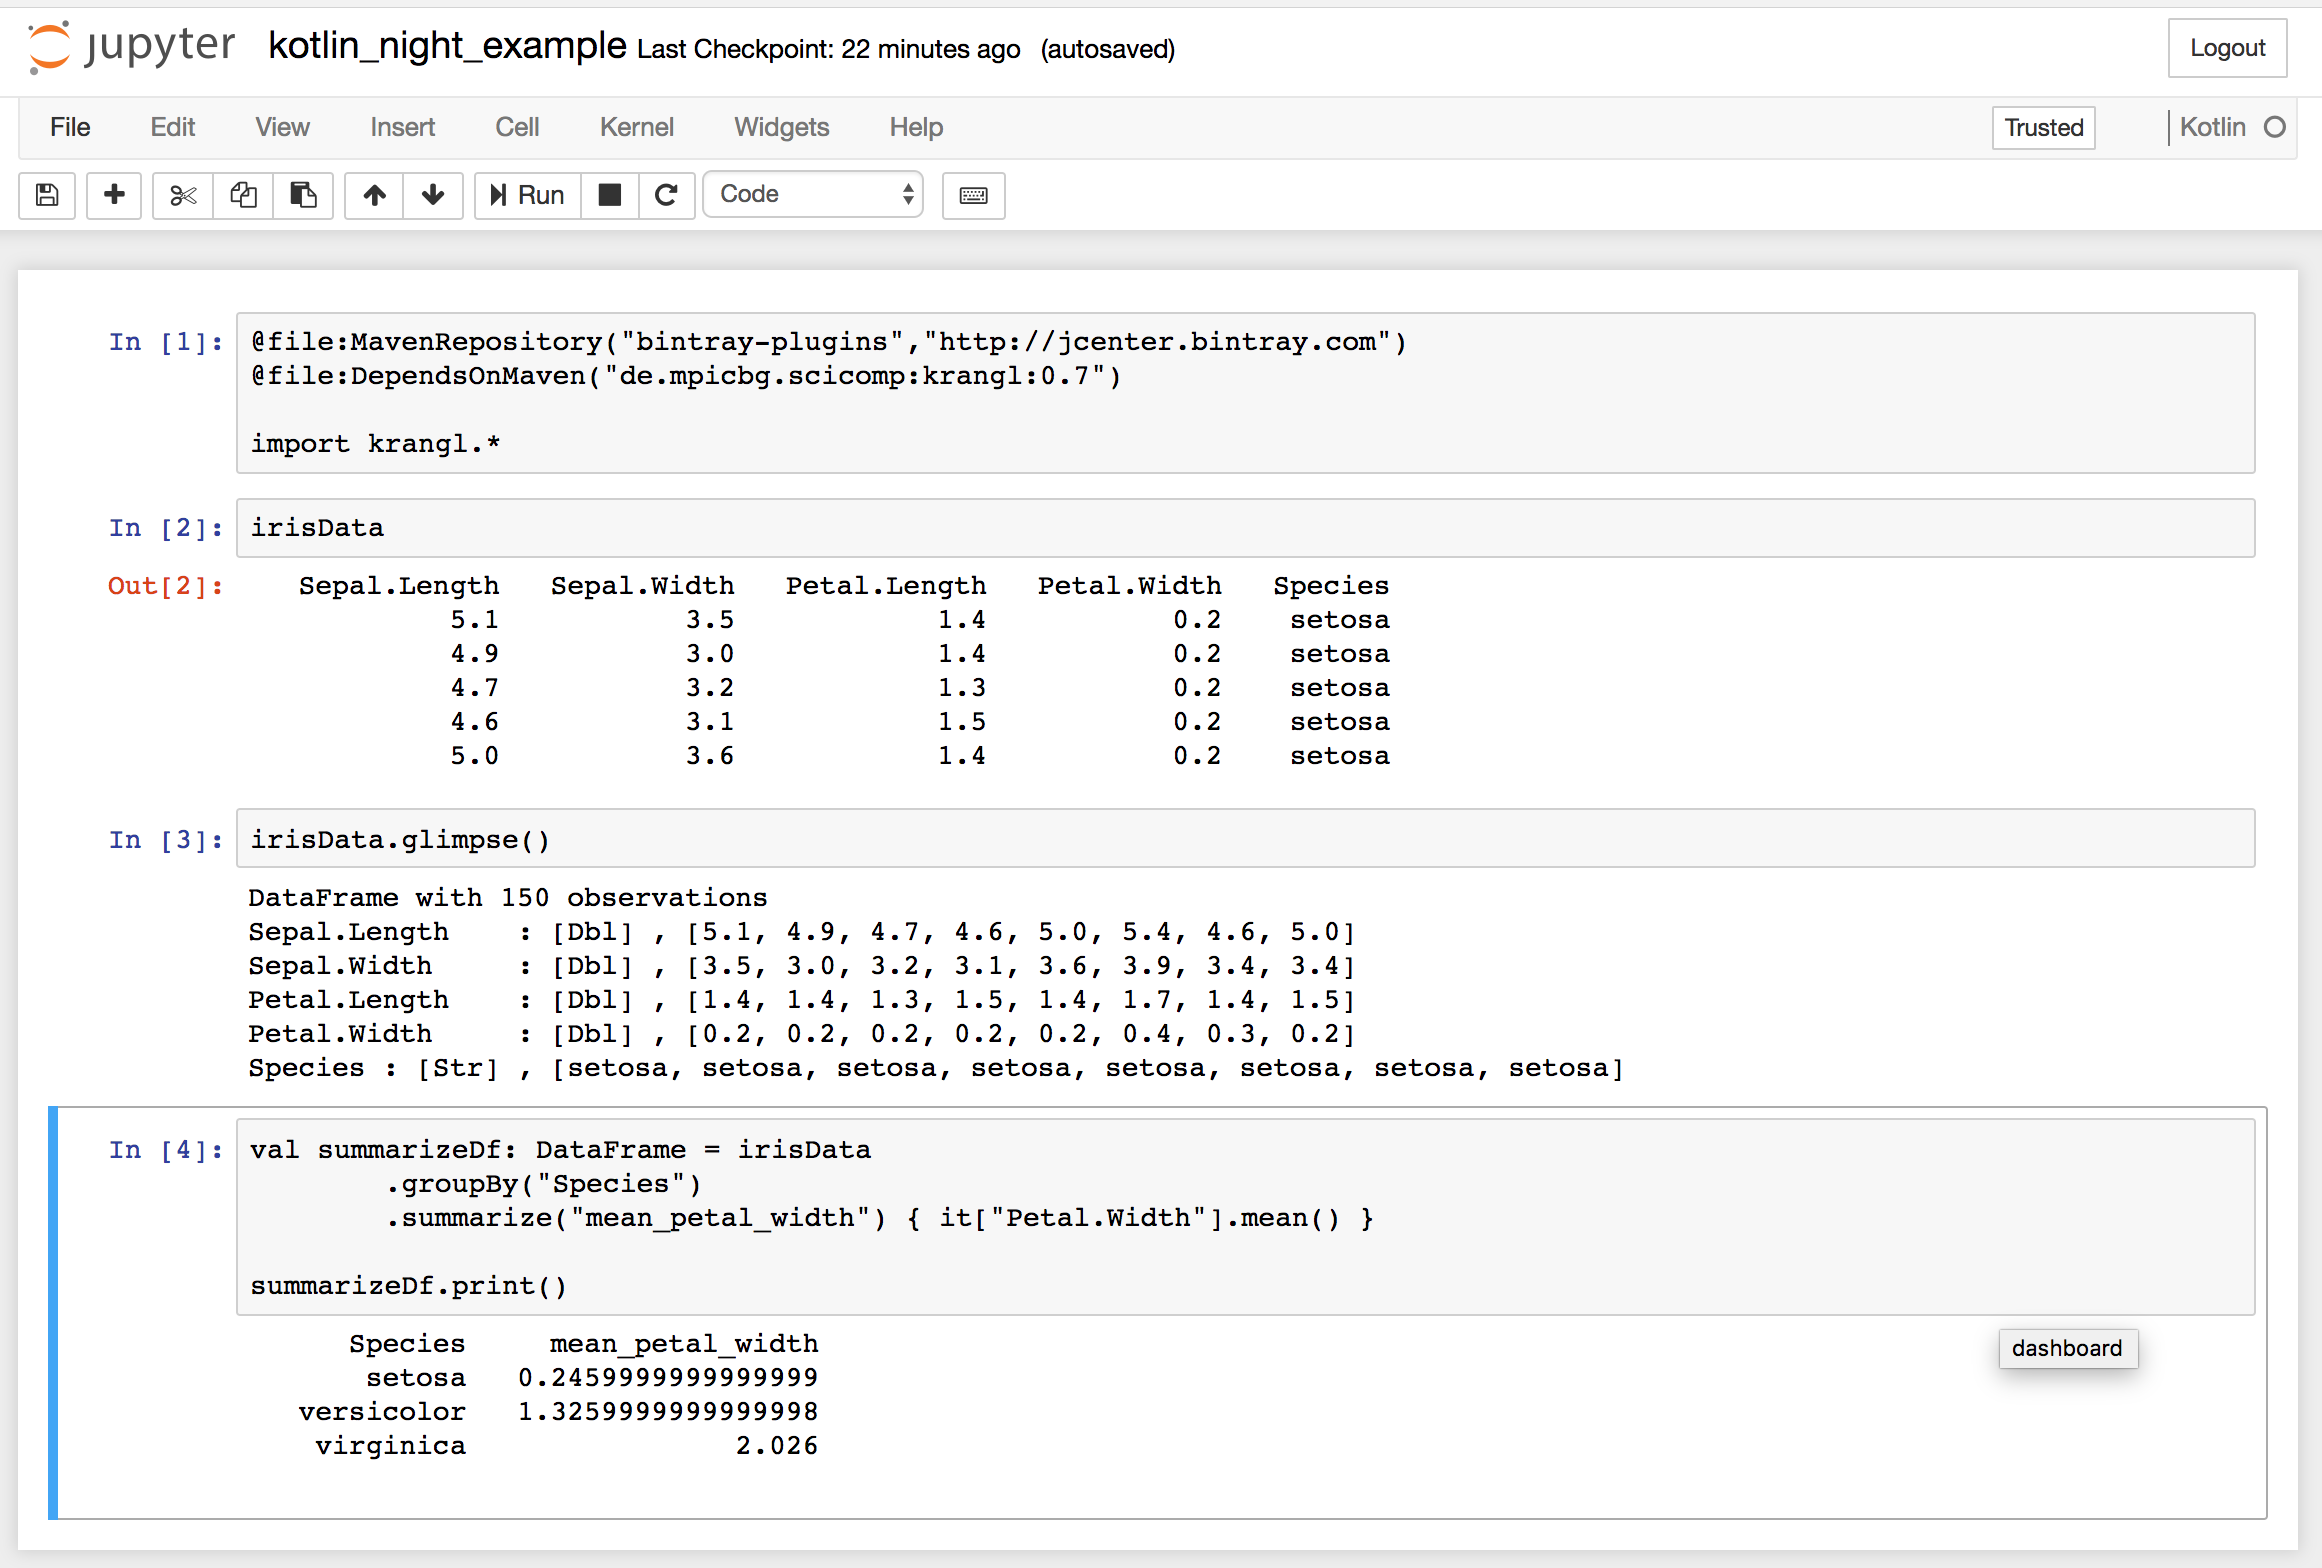 jupyter kotlin_night_example Last Checkpoint: 22 minutes ago (autosaved) Logout
File Edit View Insert Cell Kernel Widgets Help Trusted Kotlin
Run Code
In [1]: @file:MavenRepository("bintray-plugins","http://jcenter.bintray.com")
@file:DependsOnMaven("de.mpicbg.scicomp:krangl:0.7")
import krangl.*
In [2]: irisData
Out[2]: Sepal.Length Sepal.Width Petal.Length Petal.Width Species
5.1 3.5 1.4 0.2 setosa
4.9 3.0 1.4 0.2 setosa
4.7 3.2 1.3 0.2 setosa
4.6 3.1 1.5 0.2 setosa
5.0 3.6 1.4 0.2 setosa
In [3]: irisData.glimpse()
DataFrame with 150 observations
Sepal.Length : [Dbl] , [5.1, 4.9, 4.7, 4.6, 5.0, 5.4, 4.6, 5.0]
Sepal.Width : [Dbl] , [3.5, 3.0, 3.2, 3.1, 3.6, 3.9, 3.4, 3.4]
Petal.Length : [Dbl] , [1.4, 1.4, 1.3, 1.5, 1.4, 1.7, 1.4, 1.5]
Petal.Width : [Dbl] , [0.2, 0.2, 0.2, 0.2, 0.2, 0.4, 0.3, 0.2]
Species : [Str] , [setosa, setosa, setosa, setosa, setosa, setosa, setosa, setosa]
In [4]: val summarizeDf: DataFrame = irisData
.groupBy("Species")
.summarize("mean_petal_width") { it["Petal.Width"].mean() }
summarizeDf.print()
Species mean_petal_width
dashboard
setosa 0.2459999999999999
versicolor 1.3259999999999998
virginica 2.026